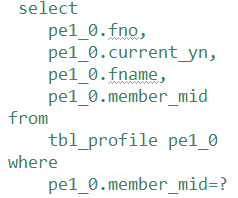 select
pe1_0.fno,
pe1_0.current_yn,
pe1_0.fname,
pe1_0.member_mid
from
tbl_profile pe1_0
where
pe1_0.member_mid=?